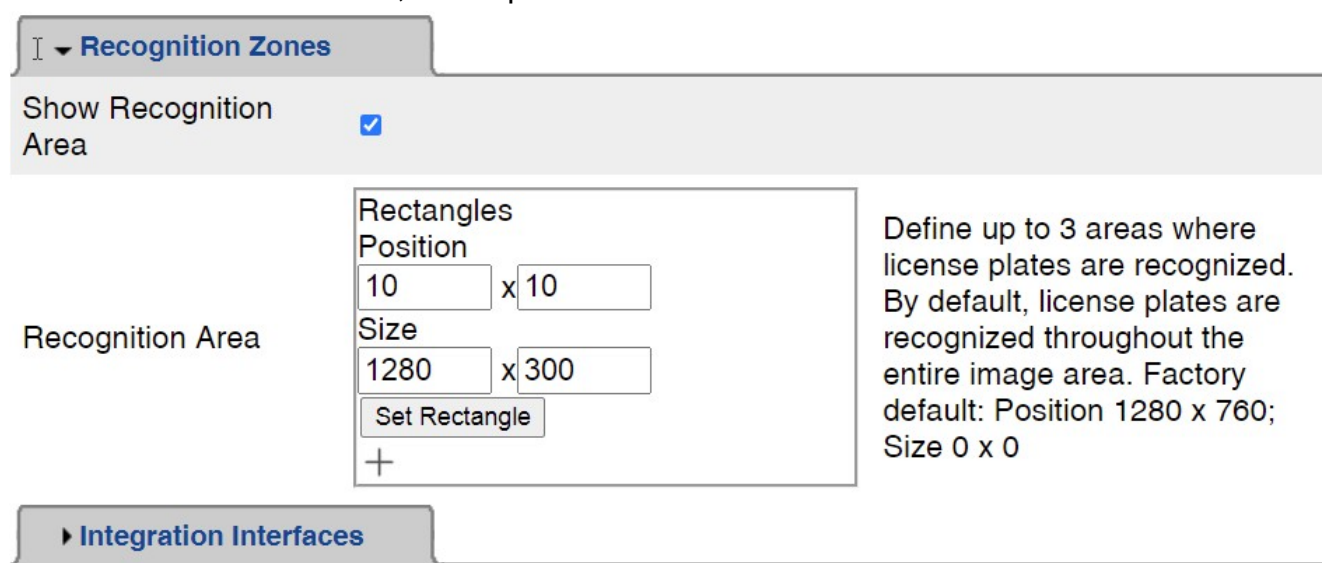 Recognition Zones
Show Recognition
Area
Rectangles
Position
10 x 10
Size
1280 x 300
Set Rectangle
+
Recognition Area
Define up to 3 areas where
license plates are recognized.
By default, license plates are
recognized throughout the
entire image area. Factory
default: Position 1280 x 760;
Size 0 x 0
Integration Interfaces